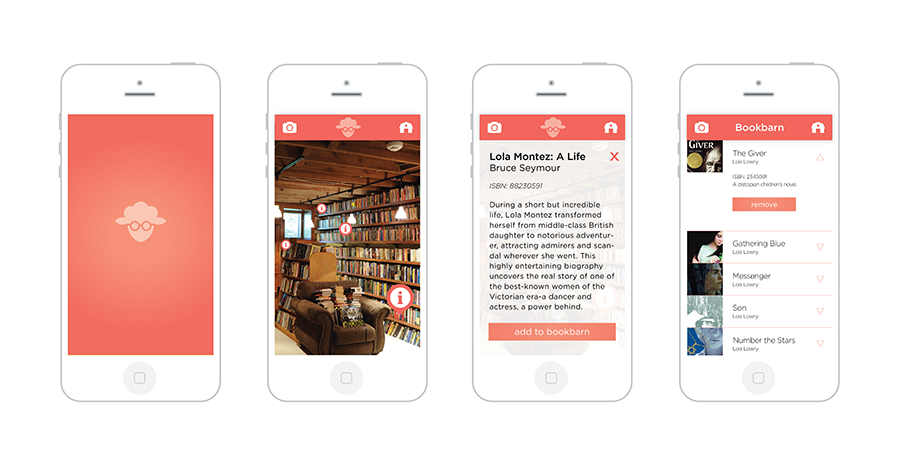 Lola Montez: A Life
X
Bruce Seymour
ISBN: 88230591
During a short but incredible
life, Lola Montez transformed
herself from middle-class British
daughter to notorious adventur-
er, attracting admirers and scan-
dal wherever she went. This
highly entertaining biography
uncovers the real story of one of
the best-known women of the
Victorian era-a dancer and
actress, a power behind.
add to bookbarn
Bookbarn
GIVER
The Giver
Lois Lowry
ISBN: 2345091
A distopian children's novel.
remove
Gathering Blue
Lois Lowry
Messenger
Lois Lowry
Son
Lois Lowry
Number the Stars
Lois Lowry